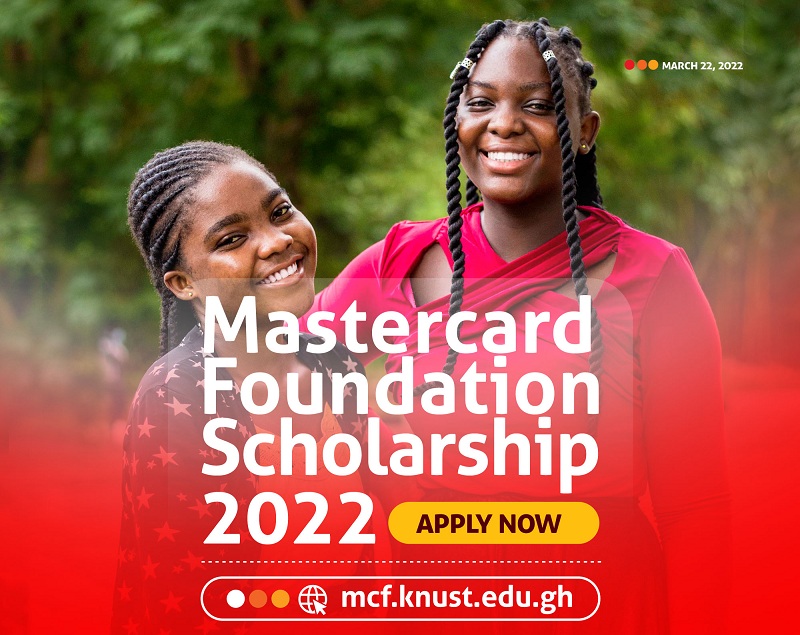 MARCH 22, 2022
Mastercard
Foundation
Scholarship
2022 APPLY NOW
mcf.knust.edu.gh